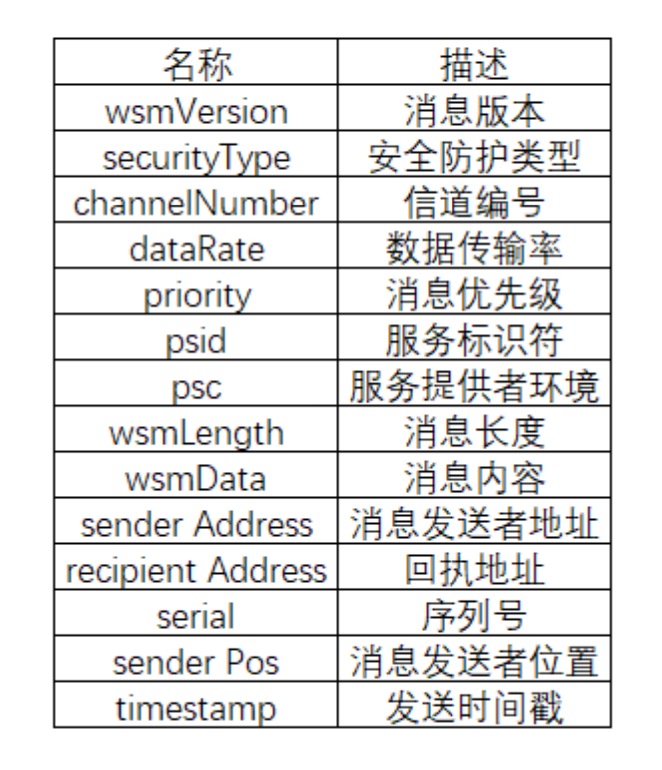 名称 描述
wsmVersion 消息版本
securityType 安全防护类型
channelNumber 信道编号
dataRate 数据传输率
priority 消息优先级
psid 服务标识符
psc 服务提供者环境
wsmLength 消息长度
wsmData 消息内容
sender Address 消息发送者地址
recipient Address 回执地址
serial 序列号
sender Pos 消息发送者位置
timestamp 发送时间戳